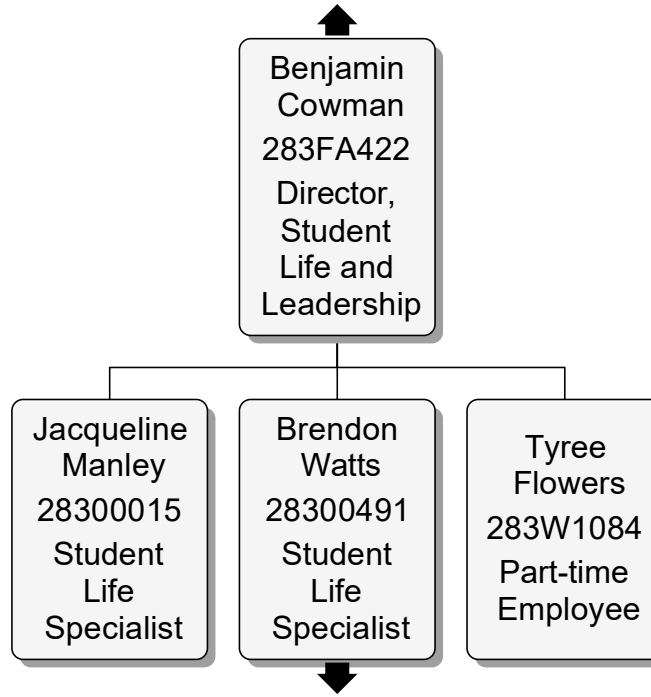 Benjamin
Cowman
283FA422
Director,
Student
Life and
Leadership
Jacqueline
Manley
28300015
Student
Life
Specialist
Brendon
Watts
28300491
Student
Life
Specialist
Tyree
Flowers
283W1084
Part-time
Employee